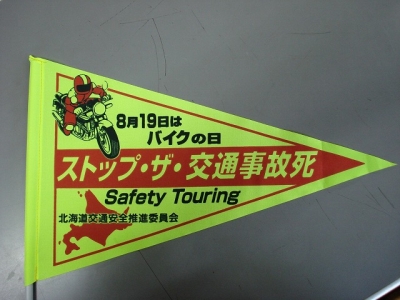 8月19日は
バイクの日
ストップ・ザ・交通事故死
Safety Touring
北海道交通安全推進委員会